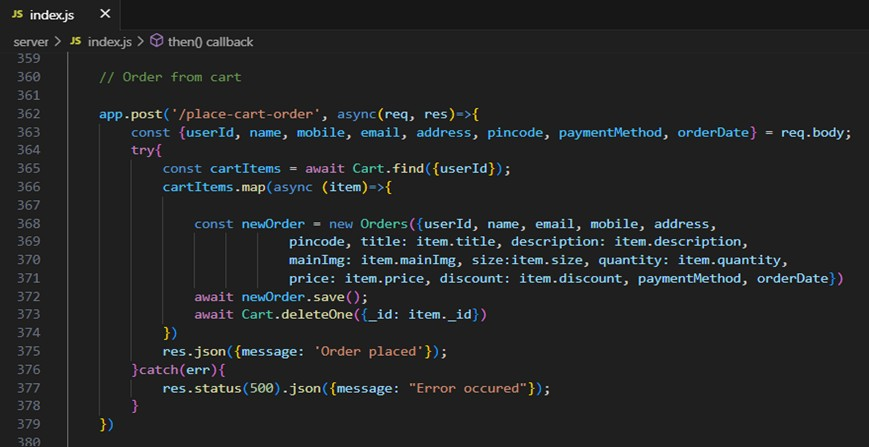 JS index.js ×
server > JS index.js > then() callback
359
360 // Order from cart
361
362 app.post('/place-cart-order', async(req, res)=>{
363 const {userId, name, mobile, email, address, pincode, paymentMethod, orderDate} = req.body;
364 try{
365 const cartItems = await Cart.find({userId});
366 cartItems.map(async (item)=>{
367
368 const newOrder = new Orders({userId, name, email, mobile, address,
369 pincode, title: item.title, description: item.description,
370 mainImg: item.mainImg, size:item.size, quantity: item.quantity,
371 price: item.price, discount: item.discount, paymentMethod, orderDate})
372 await newOrder.save();
373 await Cart.deleteOne({_id: item._id})
374 })
375 res.json({message: 'Order placed'});
376 }catch(err){
377 res.status(500).json({message: "Error occured"});
378 }
379 })
380